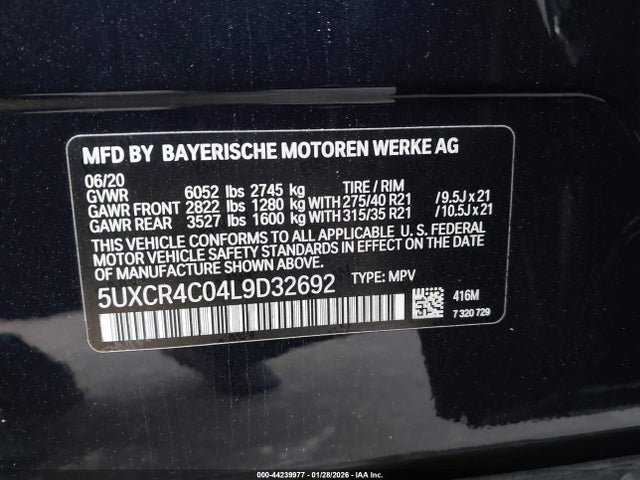 MFD BY BAYERISCHE MOTOREN WERKE AG
06/20
GVWR 6052 lbs 2745 kg TIRE / RIM
GAWR FRONT 2822 lbs 1280 kg WITH 275/40 R21 /9.5J x 21
GAWR REAR 3527 lbs 1600 kg WITH 315/35 R21 /10.5J x 21
THIS VEHICLE CONFORMS TO ALL APPLICABLE U. S. FEDERAL
MOTOR VEHICLE SAFETY STANDARDS IN EFFECT ON THE
DATE OF MANUFACTURE SHOWN ABOVE.
5UXCR4C04L9D32692 TYPE: MPV
416M
7 320 729
000-44239977 | 01/28/2026 - IAA Inc.